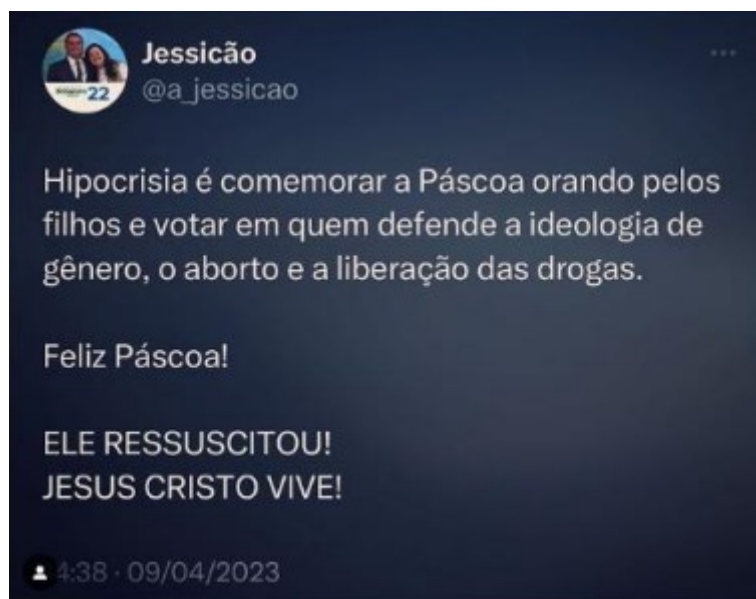 Jessicão
@a_jessicao
22
Hipocrisia é comemorar a Páscoa orando pelos
filhos e votar em quem defende a ideologia de
gênero, o aborto e a liberação das drogas.
Feliz Páscoa!
ELE RESSUSCITOU!
JESUS CRISTO VIVE!
4:38 · 09/04/2023